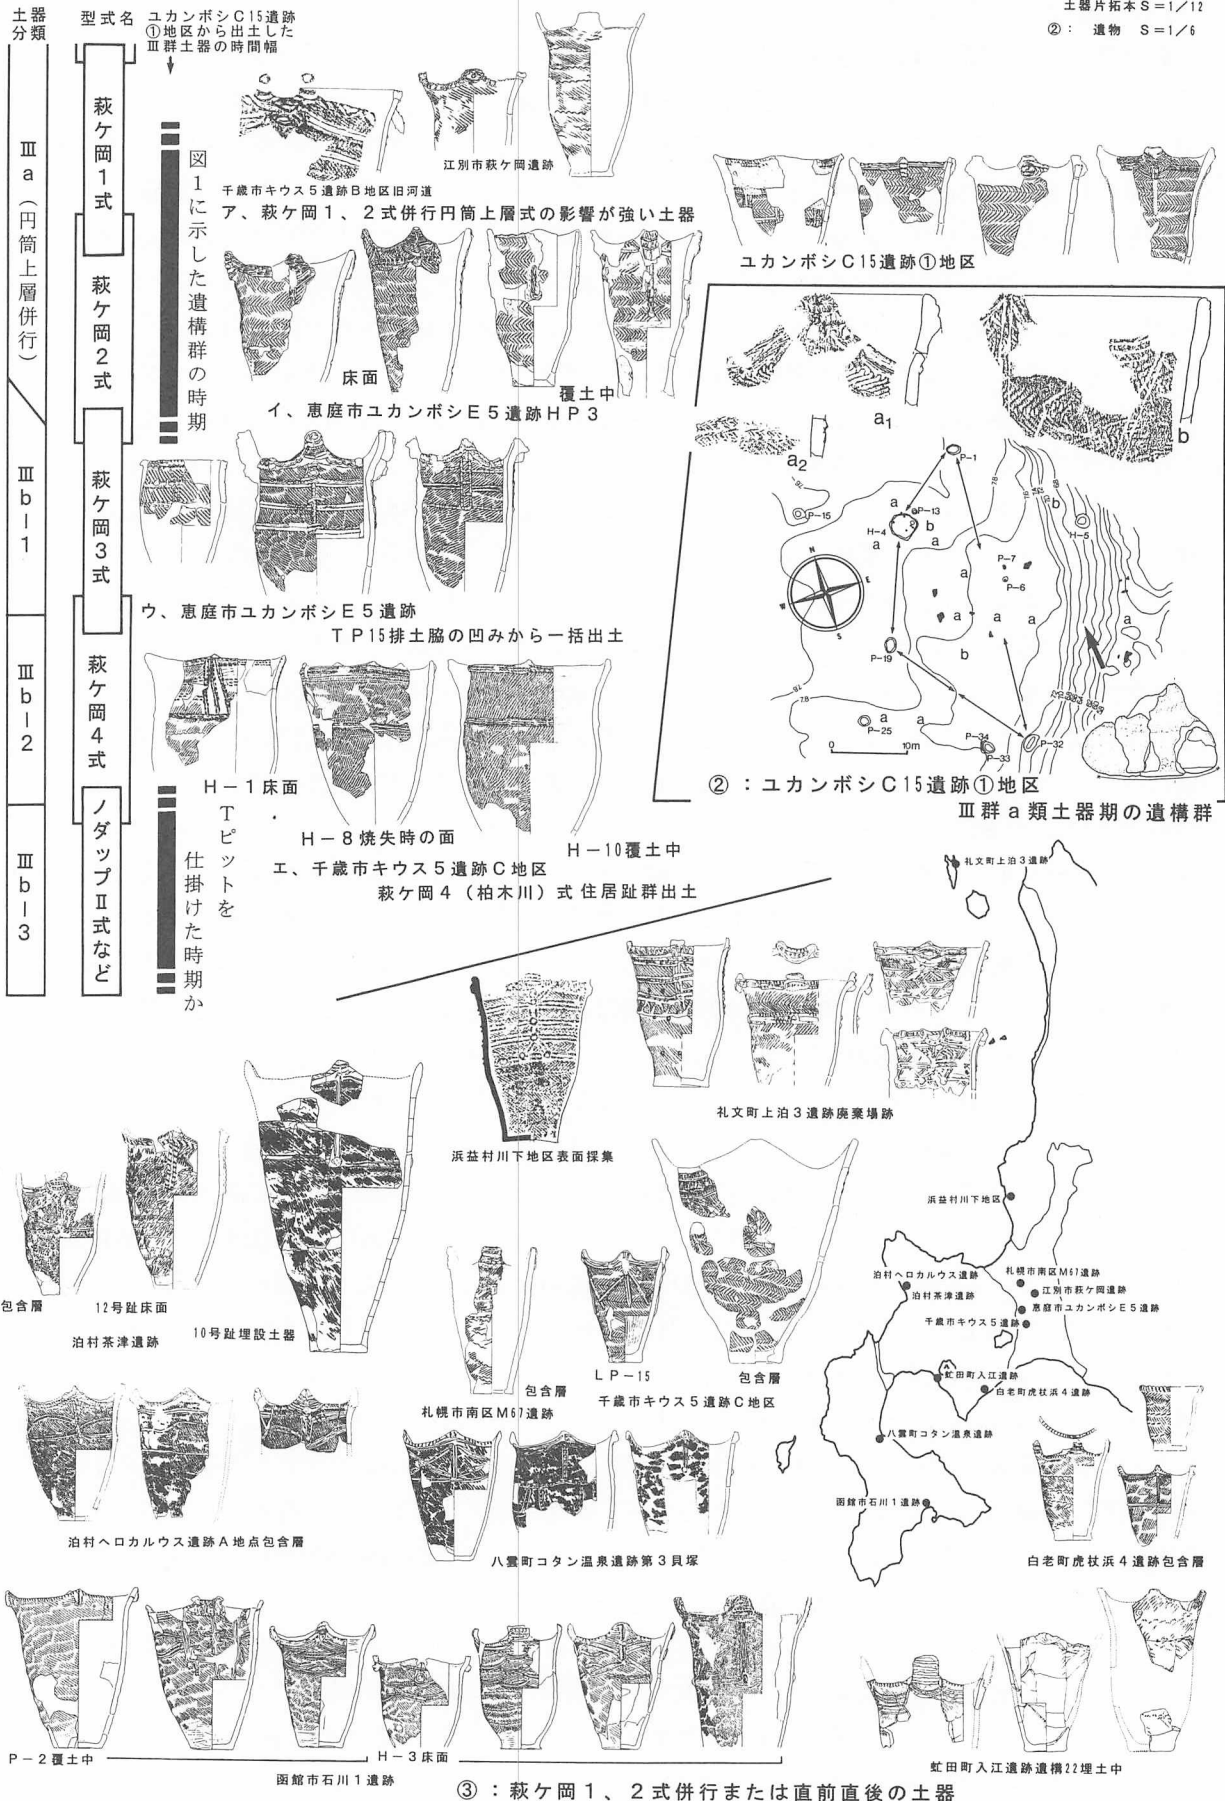 土器
分類
型式名
ユカンボシC15遺跡
①地区から出土した
Ⅲ群土器の時間幅
土器片拓本 S=1/12
②： 遺物 S=1/6
Ⅲa（円筒上層併行）
Ⅲb-1
Ⅲb-2
Ⅲb-3
萩ケ岡1式
萩ケ岡2式
萩ケ岡3式
萩ケ岡4式
ノダップⅡ式など
図1に示した遺構群の時期
Tピットを
仕掛けた時期か
千歳市キウス5遺跡B地区旧河道
江別市萩ケ岡遺跡
ア、萩ケ岡1、2式併行円筒上層式の影響が強い土器
床面
覆土中
イ、恵庭市ユカンボシE5遺跡HP3
ウ、恵庭市ユカンボシE5遺跡
TP15排土脇の凹みから一括出土
H-1床面
H-8焼失時の面
H-10覆土中
エ、千歳市キウス5遺跡C地区
萩ケ岡4（柏木川）式住居趾群出土
ユカンボシC15遺跡①地区
a1
a2
b
P-1
P-15
a
P-13
H-4
b
a
a
b
H-5
P-7
P-6
a
a
a
a
a
P-19
b
a
P-25
a
P-34
P-33
P-32
78
78
N
E
S
W
0
10m
②：ユカンボシC15遺跡①地区
Ⅲ群a類土器期の遺構群
礼文町上泊3遺跡
礼文町上泊3遺跡廃棄場跡
浜益村川下地区表面採集
浜益村川下地区
泊村ヘロカルウス遺跡
泊村茶津遺跡
札幌市南区M67遺跡
江別市萩ケ岡遺跡
恵庭市ユカンボシE5遺跡
千歳市キウス5遺跡
虻田町入江遺跡
白老町虎杖浜4遺跡
八雲町コタン温泉遺跡
函館市石川1遺跡
包含層
12号趾床面
泊村茶津遺跡
10号趾埋設土器
包含層
札幌市南区M67遺跡
LP-15
包含層
千歳市キウス5遺跡C地区
泊村ヘロカルウス遺跡A地点包含層
八雲町コタン温泉遺跡第3貝塚
白老町虎杖浜4遺跡包含層
P-2覆土中
H-3床面
函館市石川1遺跡
虻田町入江遺跡遺構22埋土中
③：萩ケ岡1、2式併行または直前直後の土器